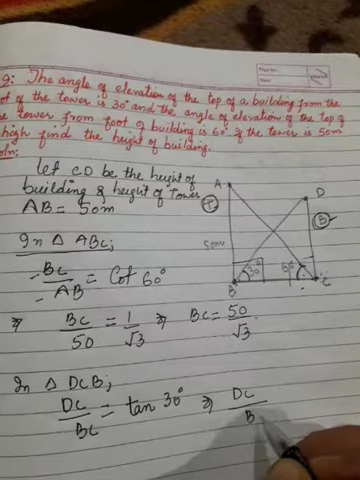 9: The angle of elevation of the top of a building from the
of the tower is 30° and the angle of elevation of the top of
tower from foot of building is 60°. If the tower is 50m
high find the height of building.
Let CD be the height of
building & height of Tower
AB = 50m
A
D
T
B
50m
30°
B
C
In △ ABC;
BC/AB = Cot 60°
⇒ BC/50 = 1/√3 ⇒ BC = 50/√3
In △ DCB;
DC/BC = tan 30° ⇒ DC/B